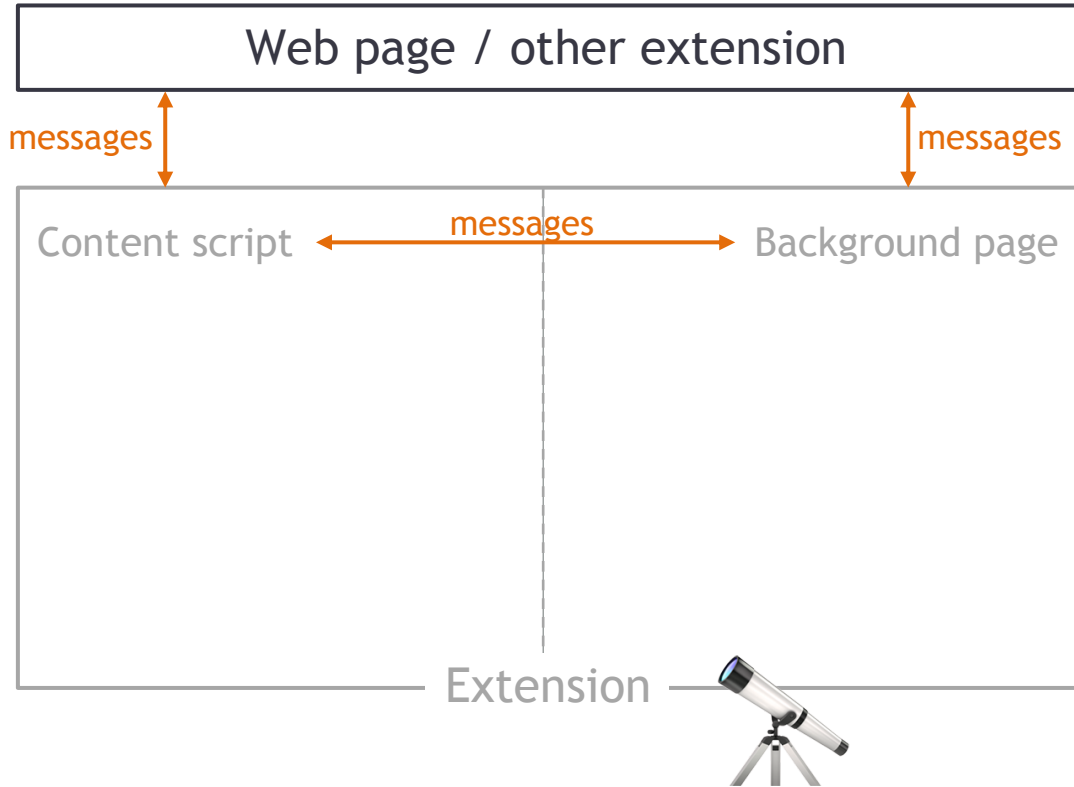 Web page / other extension
messages
messages
messages
Content script
Background page
Extension